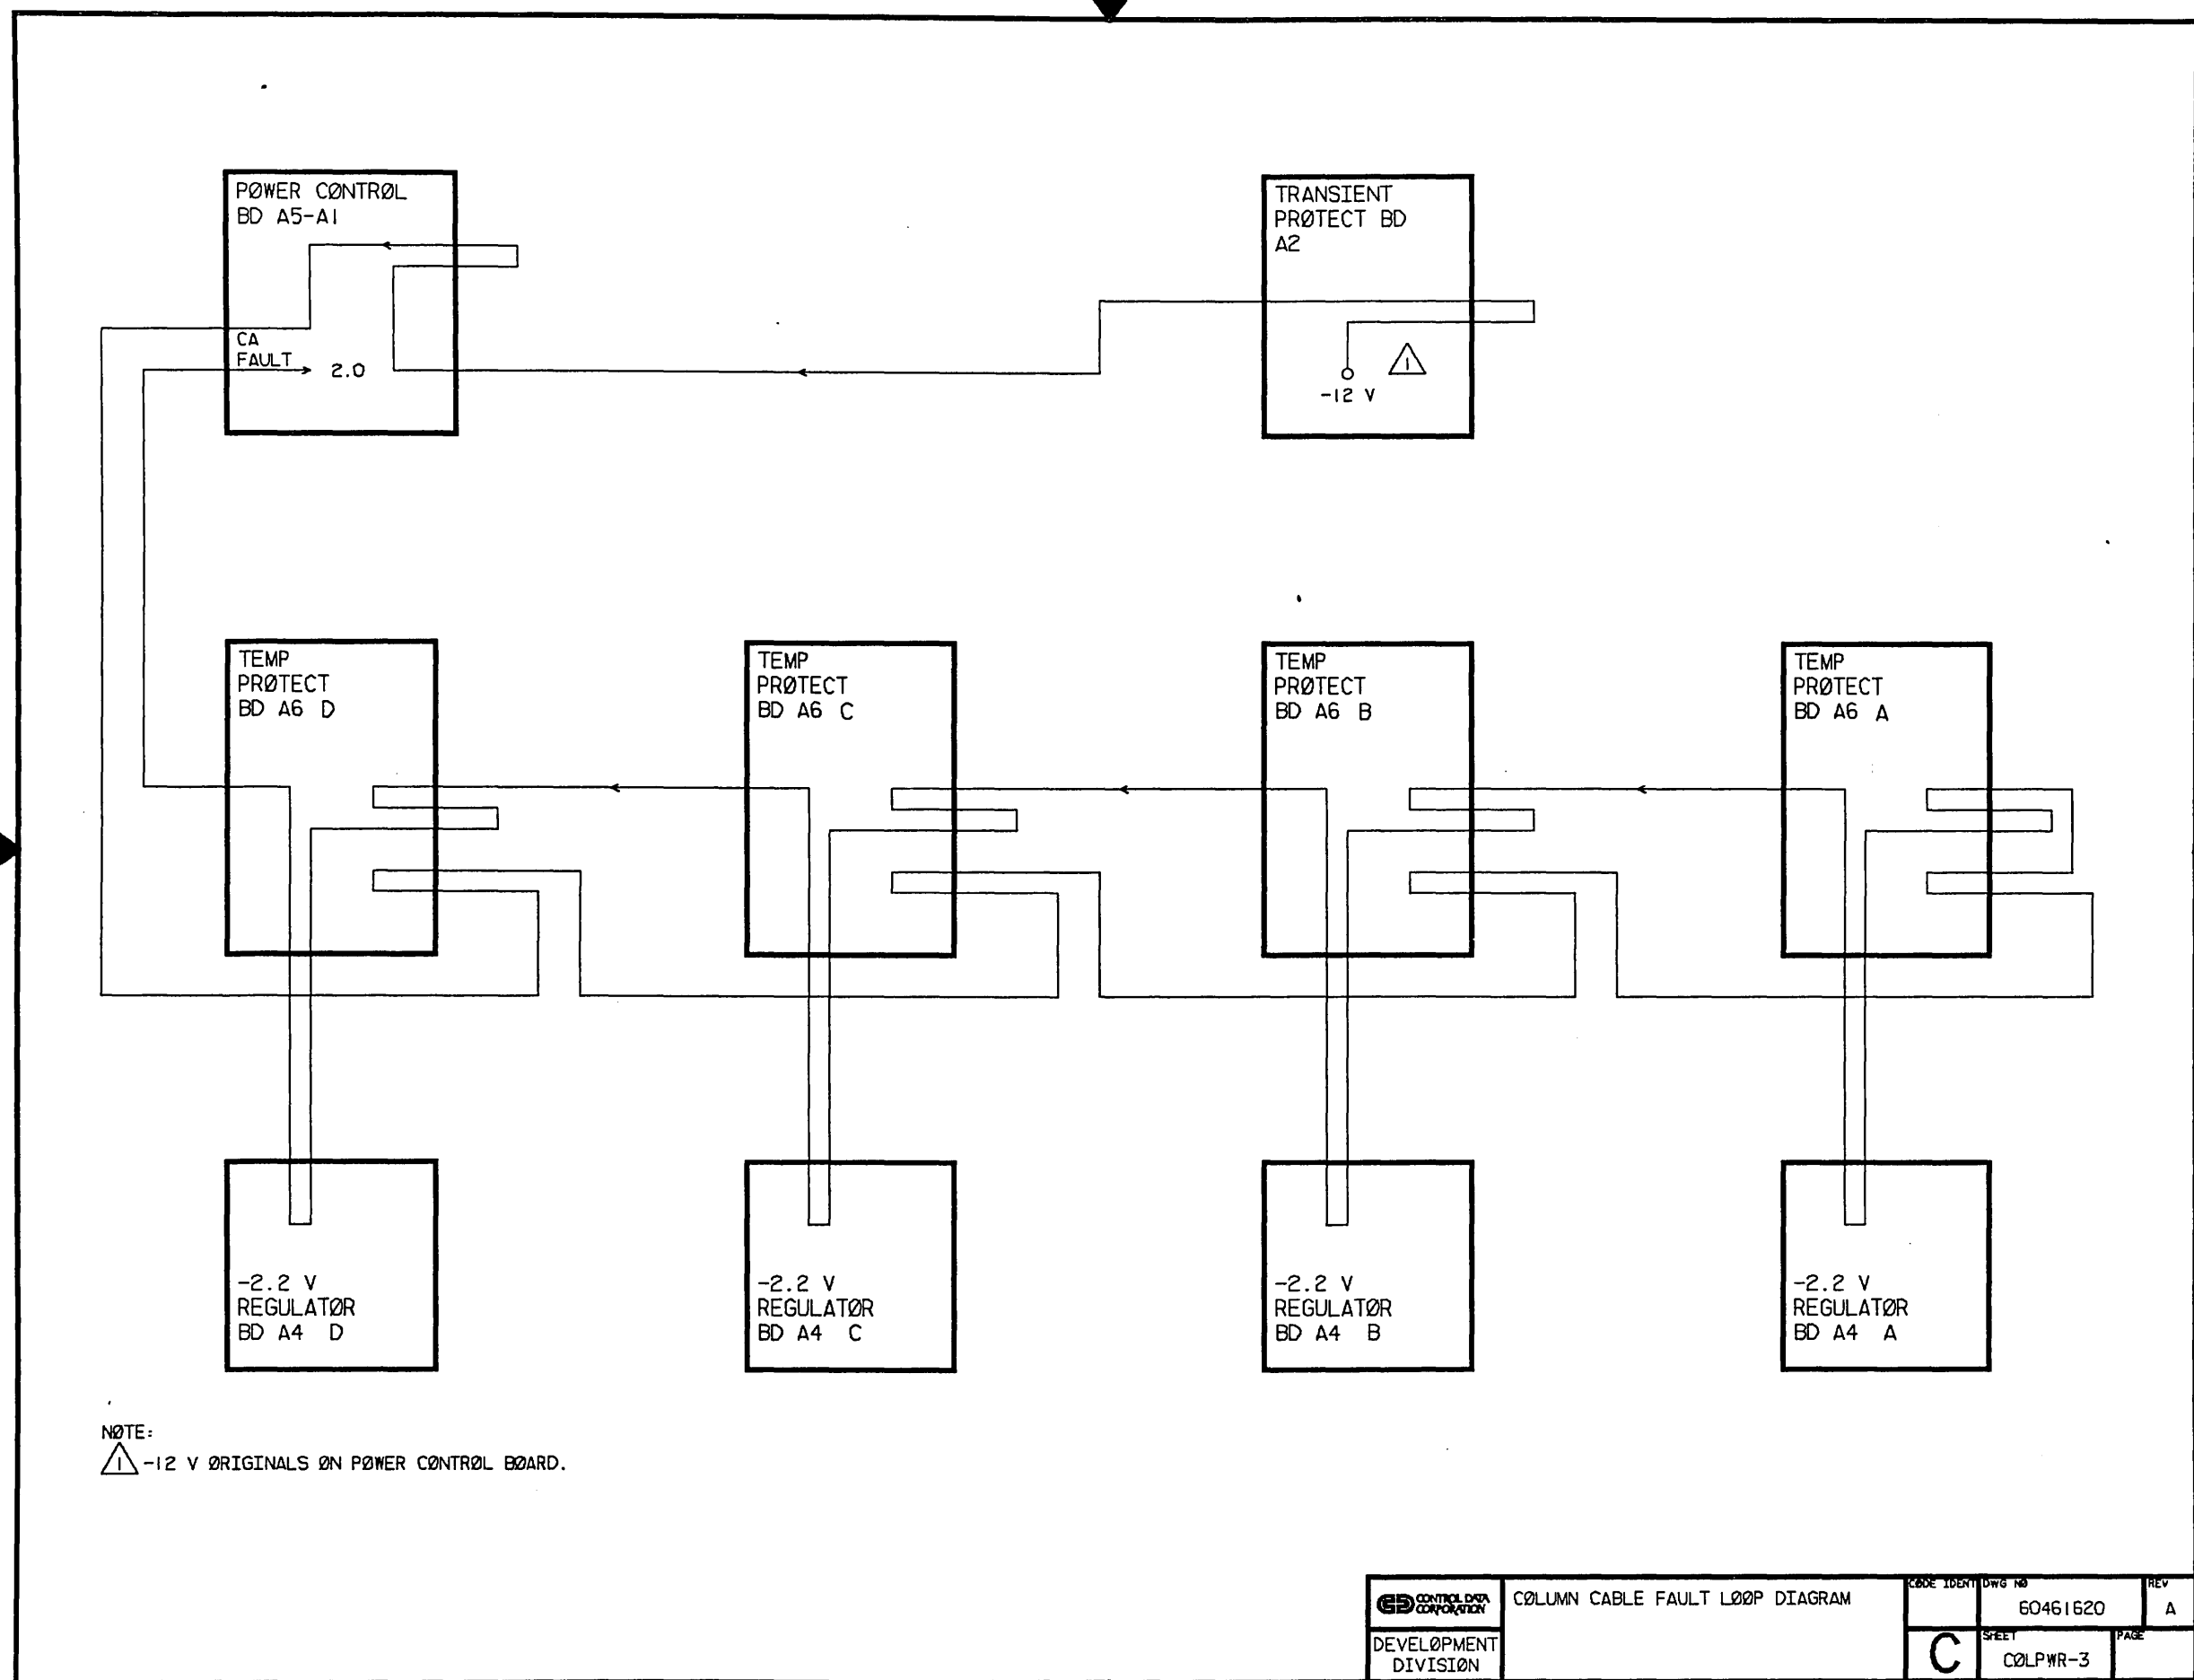 PØWER CØNTRØL
BD A5-A1
CA
FAULT
2.0
TRANSIENT
PRØTECT BD
A2
1
-12 V
TEMP
PRØTECT
BD A6 D
TEMP
PRØTECT
BD A6 C
TEMP
PRØTECT
BD A6 B
TEMP
PRØTECT
BD A6 A
-2.2 V
REGULATØR
BD A4 D
-2.2 V
REGULATØR
BD A4 C
-2.2 V
REGULATØR
BD A4 B
-2.2 V
REGULATØR
BD A4 A
NØTE:
1 -12 V ØRIGINALS ØN PØWER CØNTRØL BØARD.
CONTROL DATA
CORPORATION
DEVELØPMENT
DIVISIØN
CØLUMN CABLE FAULT LØØP DIAGRAM
CØDE IDENT
DWG NØ
60461620
REV
A
C
SHEET
CØLPWR-3
PAGE